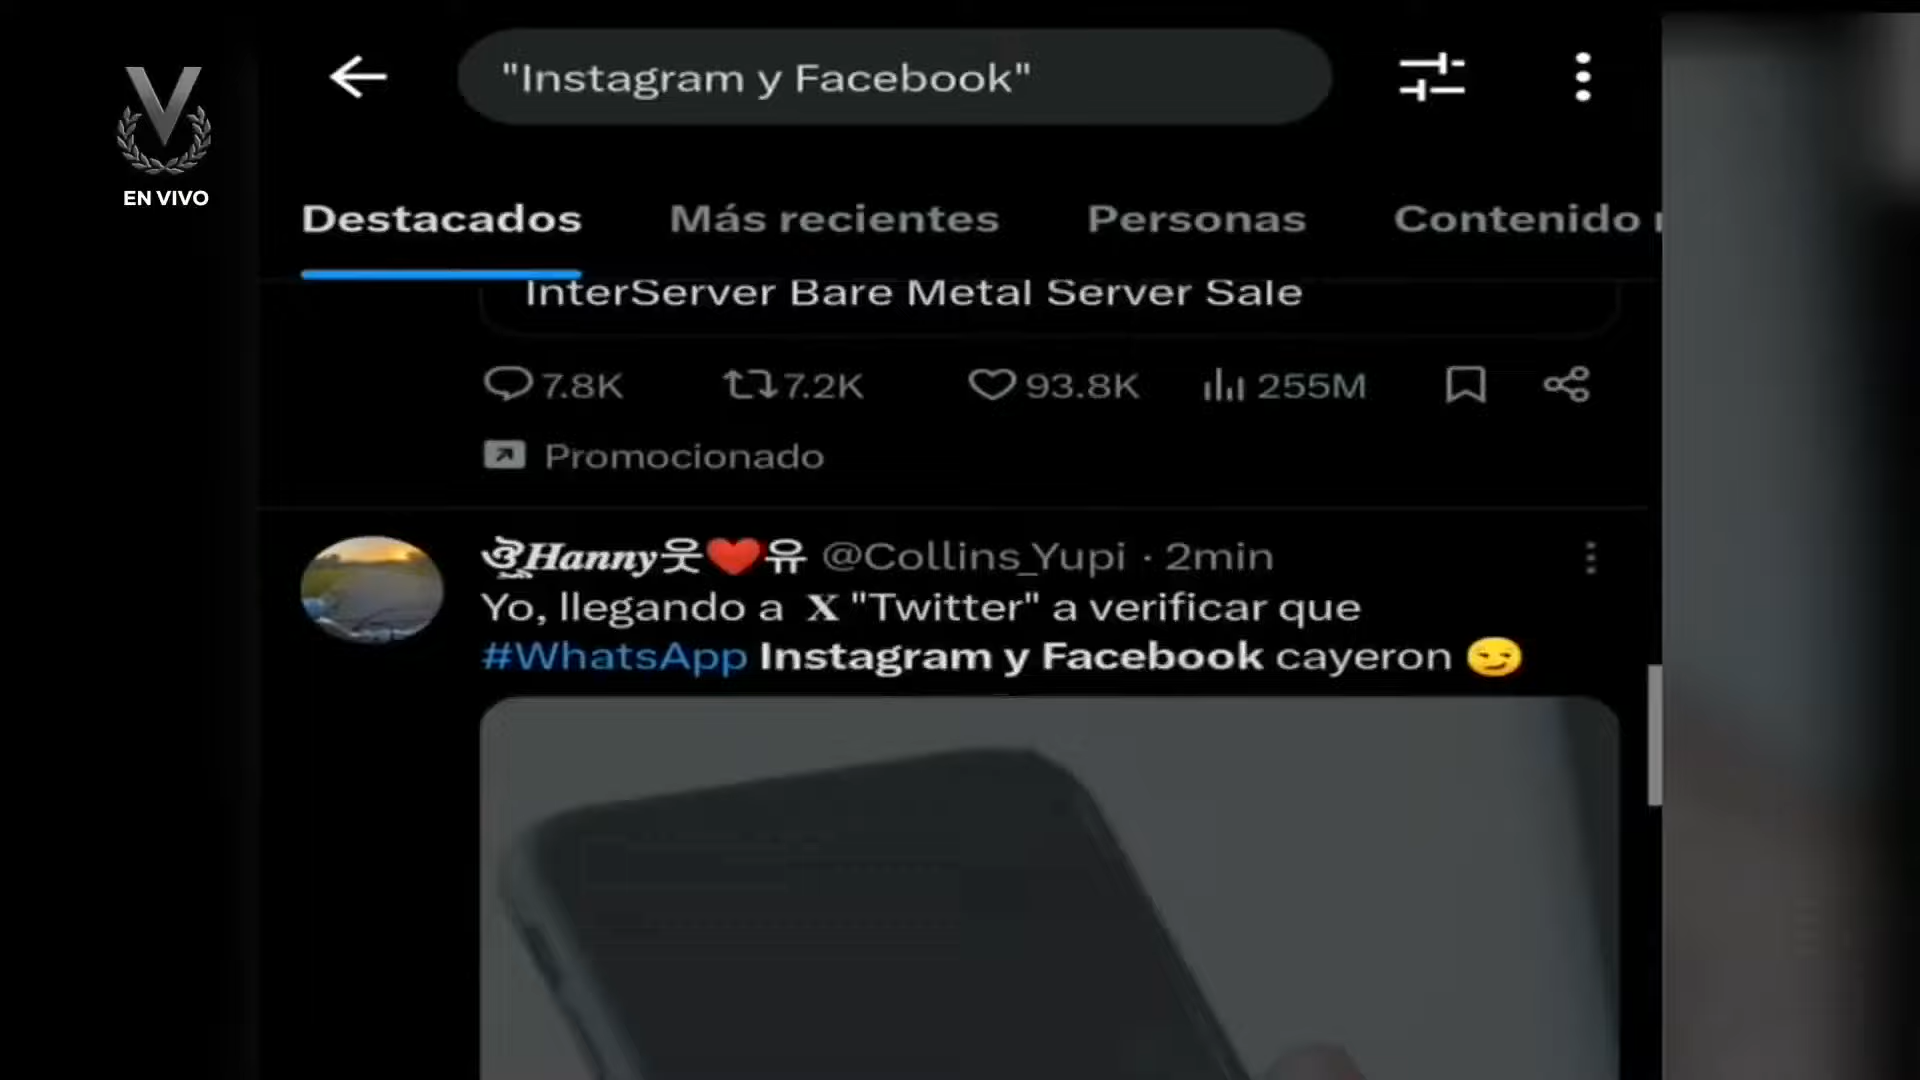 "Instagram y Facebook"
V
EN VIVO
Destacados Más recientes Personas Contenido
InterServer Bare Metal Server Sale
7.8K 7.2K 93.8K 255M
Promocionado
Hanny웃❤️유 @Collins_Yupi · 2min
Yo, llegando a 𝐗 "Twitter" a verificar que
#WhatsApp Instagram y Facebook cayeron 😏